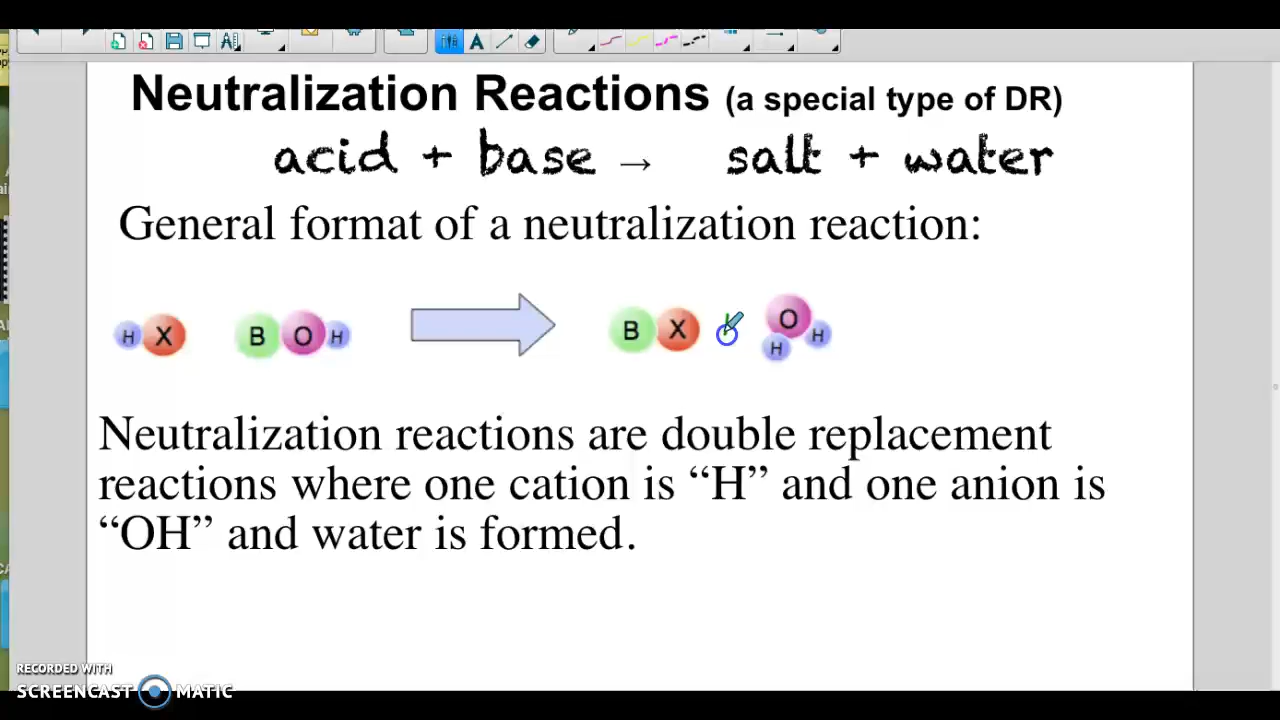 Neutralization Reactions (a special type of DR)
acid + base → salt + water
General format of a neutralization reaction:
H X B O H B X O H H
Neutralization reactions are double replacement
reactions where one cation is “H” and one anion is
“OH” and water is formed.
RECORDED WITH
SCREENCAST MATIC